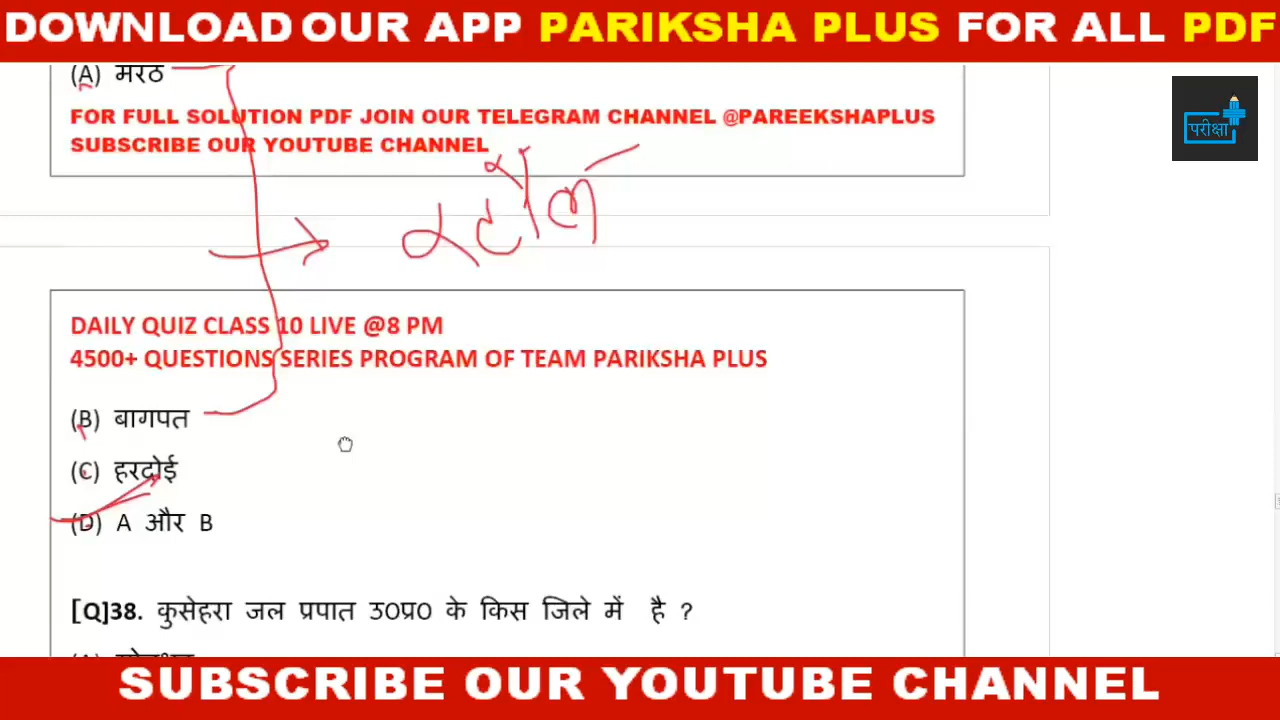 DOWNLOAD OUR APP PARIKSHA PLUS FOR ALL PDF
(A) मेरठ
परीक्षा
FOR FULL SOLUTION PDF JOIN OUR TELEGRAM CHANNEL @PAREEKSHAPLUS
SUBSCRIBE OUR YOUTUBE CHANNEL
DAILY QUIZ CLASS 10 LIVE @8 PM
4500+ QUESTIONS SERIES PROGRAM OF TEAM PARIKSHA PLUS
(B) बागपत
(C) हरदोई
(D) A और B
[Q]38. कुसेहरा जल प्रपात उ0प्र0 के किस जिले में है ?
SUBSCRIBE OUR YOUTUBE CHANNEL